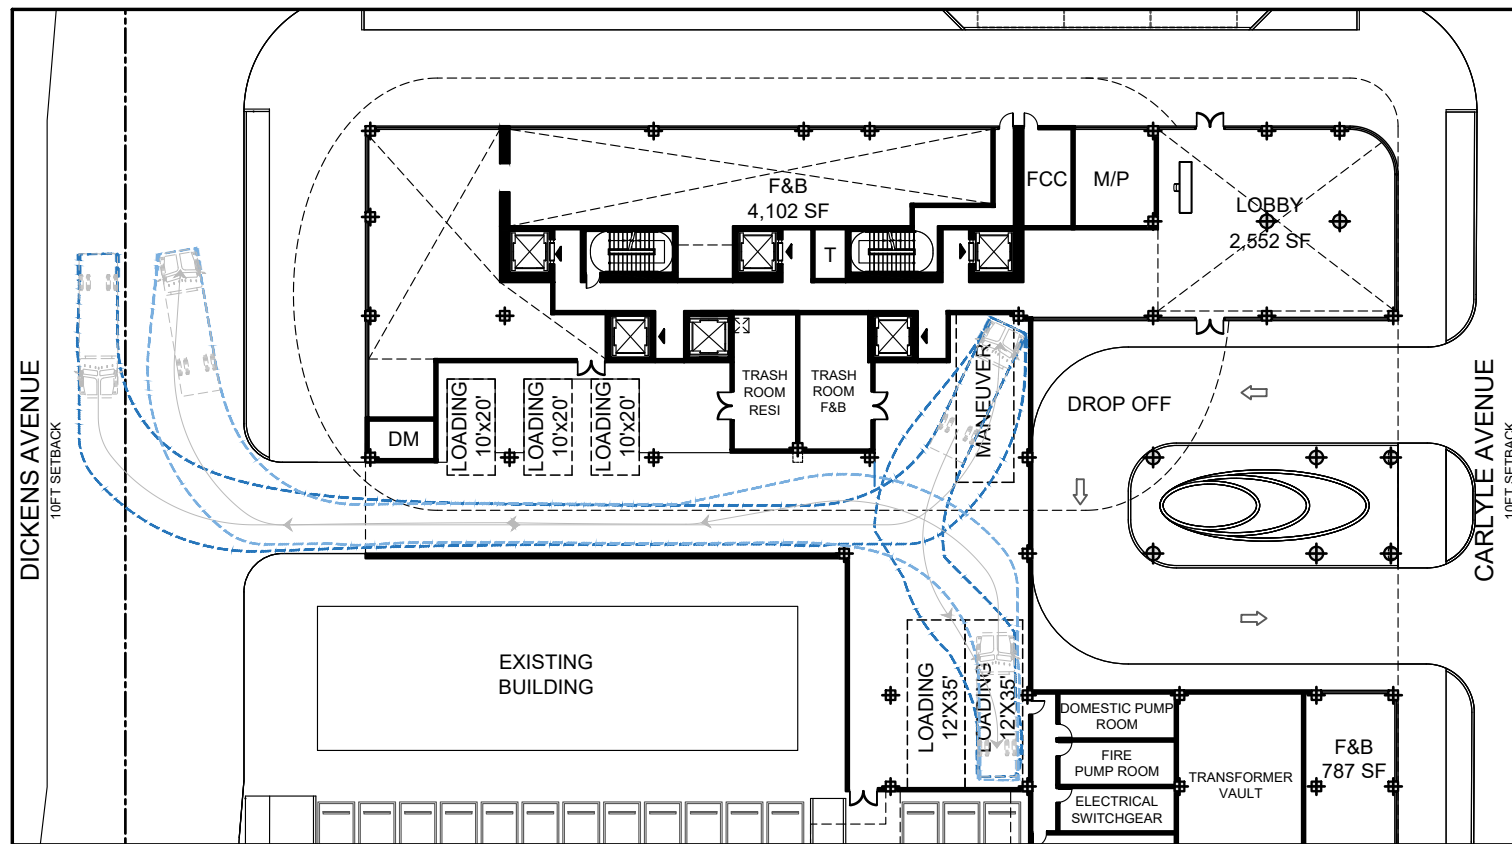 F&B
4,102 SF
FCC
M/P
LOBBY
2,552 SF
T
DICKENS AVENUE
10FT SETBACK
DM
LOADING
10'x20'
LOADING
10'x20'
LOADING
10'x20'
TRASH
ROOM
RESI
TRASH
ROOM
F&B
MANEUVER
DROP OFF
CARLYLE AVENUE
10FT SETBACK
EXISTING
BUILDING
LOADING
12'X35'
LOADING
12'X35'
DOMESTIC PUMP
ROOM
FIRE
PUMP ROOM
ELECTRICAL
SWITCHGEAR
TRANSFORMER
VAULT
F&B
787 SF